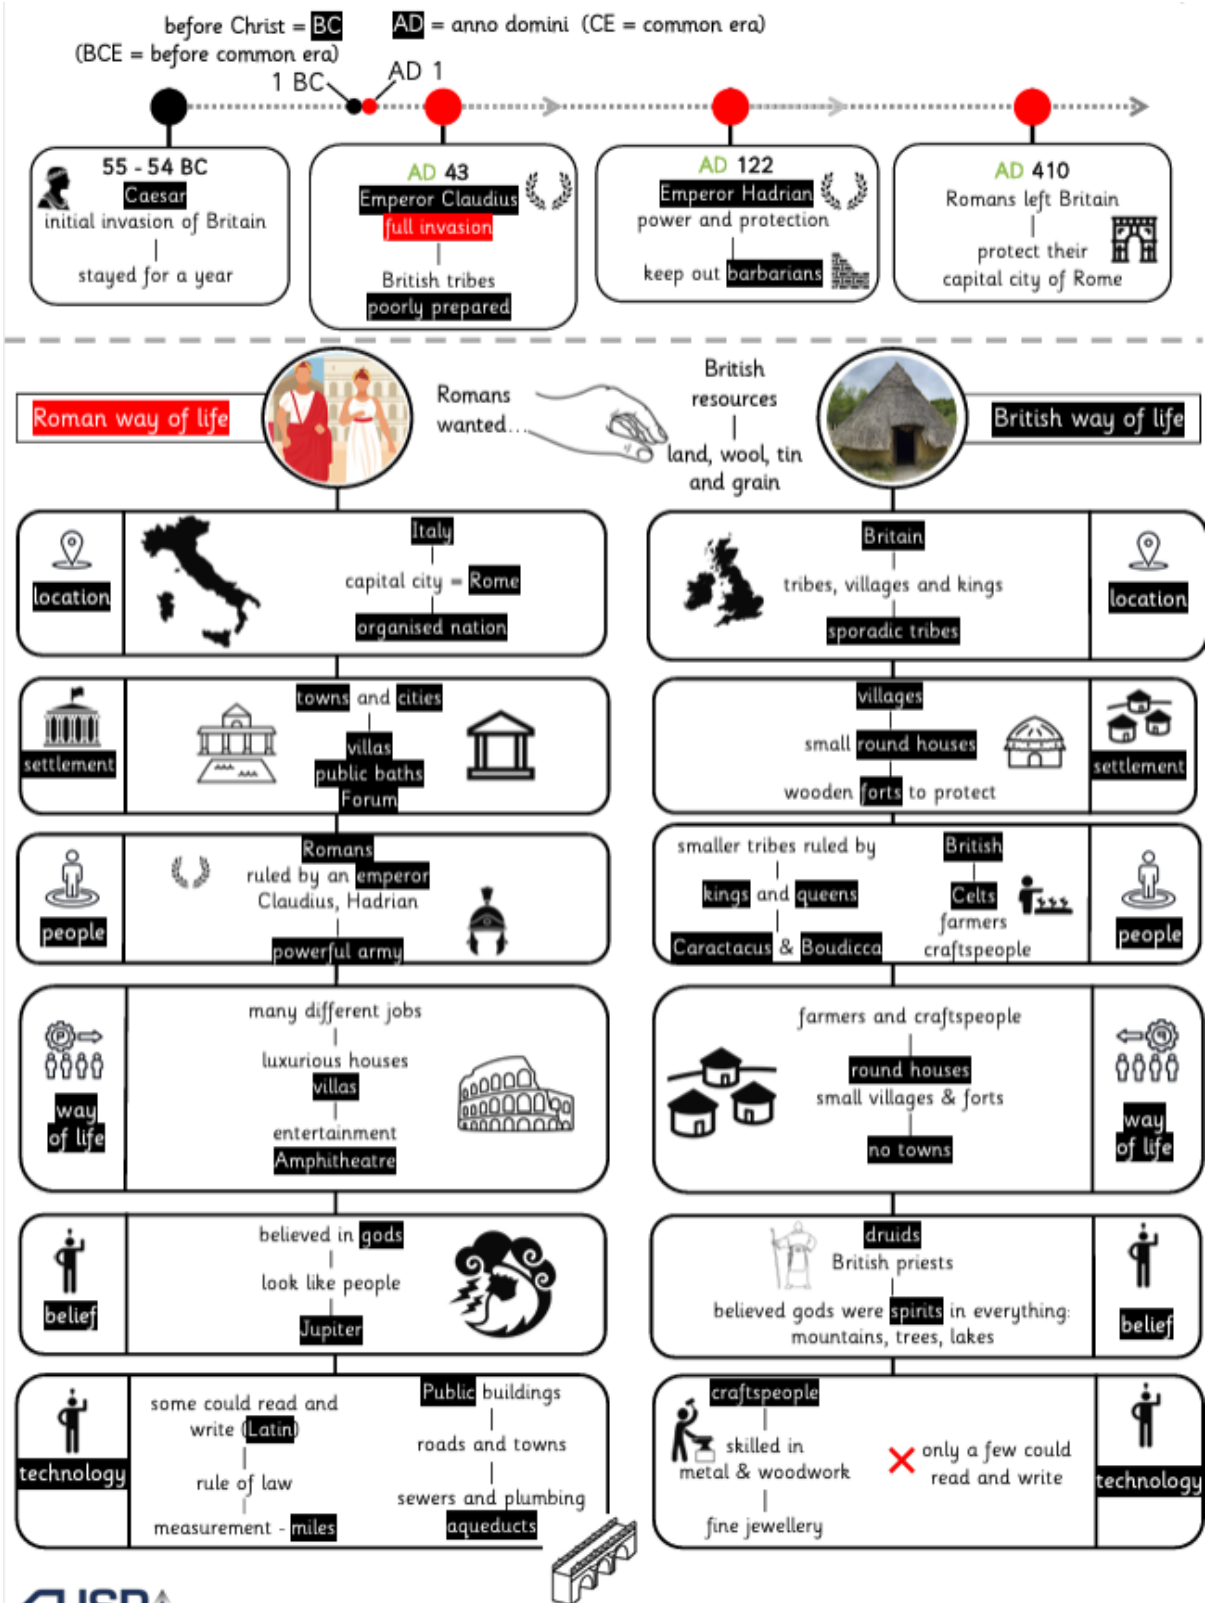 before Christ = BC
(BCE = before common era)
AD = anno domini (CE = common era)
1 BC
AD 1
55 - 54 BC
Caesar
initial invasion of Britain
stayed for a year
AD 43
Emperor Claudius
full invasion
British tribes
poorly prepared
AD 122
Emperor Hadrian
power and protection
keep out barbarians
AD 410
Romans left Britain
protect their
capital city of Rome
Roman way of life
Romans
wanted...
British
resources
land, wool, tin
and grain
British way of life
location
Italy
capital city = Rome
organised nation
settlement
towns and cities
villas
public baths
Forum
people
Romans
ruled by an emperor
Claudius, Hadrian
powerful army
way
of life
many different jobs
luxurious houses
villas
entertainment
Amphitheatre
belief
believed in gods
look like people
Jupiter
technology
some could read and
write (Latin)
rule of law
measurement - miles
Public buildings
roads and towns
sewers and plumbing
aqueducts
Britain
tribes, villages and kings
sporadic tribes
location
villages
small round houses
wooden forts to protect
settlement
smaller tribes ruled by
kings and queens
Caractacus & Boudicca
British
Celts
farmers
craftspeople
people
farmers and craftspeople
round houses
small villages & forts
no towns
way
of life
druids
British priests
believed gods were spirits in everything:
mountains, trees, lakes
belief
craftspeople
skilled in
metal & woodwork
fine jewellery
only a few could
read and write
technology